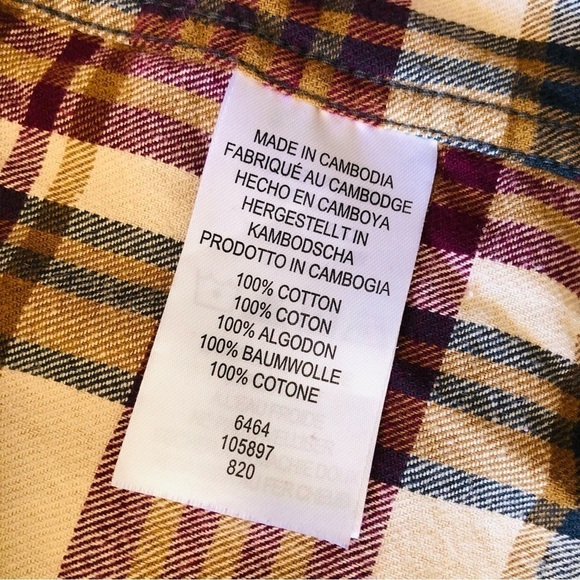 MADE IN CAMBODIA
FABRIQUÉ AU CAMBODGE
HECHO EN CAMBOYA
HERGESTELLT IN
KAMBODSCHA
PRODOTTO IN CAMBOGIA
100% COTTON
100% COTON
100% ALGODON
100% BAUMWOLLE
100% COTONE
6464
105897
820